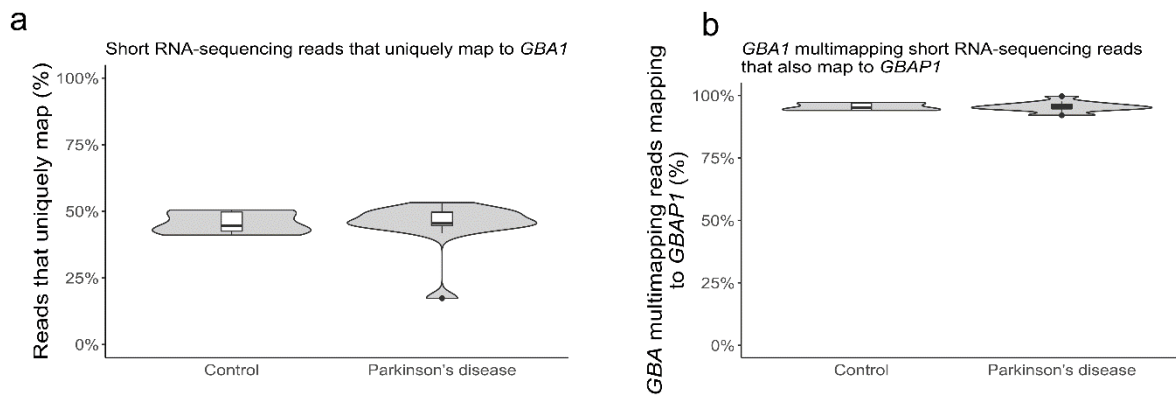 a
Short RNA-sequencing reads that uniquely map to GBA1
Reads that uniquely map (%)
100%
75%
50%
25%
0%
Control
Parkinson's disease
b
GBA1 multimapping short RNA-sequencing reads
that also map to GBAP1
GBA multimapping reads mapping
to GBAP1 (%)
100%
75%
50%
25%
0%
Control
Parkinson's disease